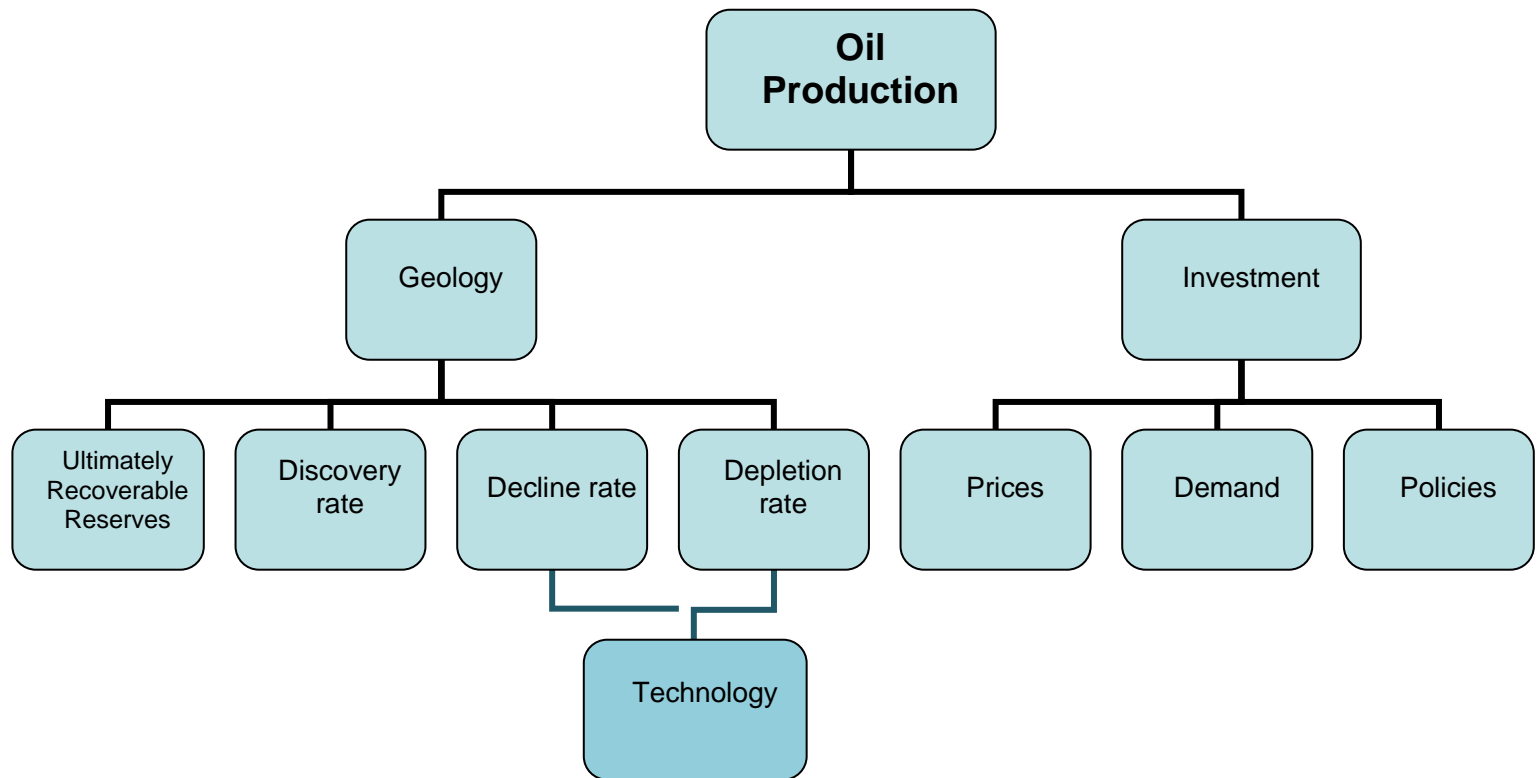 Oil
Production
Geology
Investment
Ultimately
Recoverable
Reserves
Discovery
rate
Decline rate
Depletion
rate
Prices
Demand
Policies
Technology